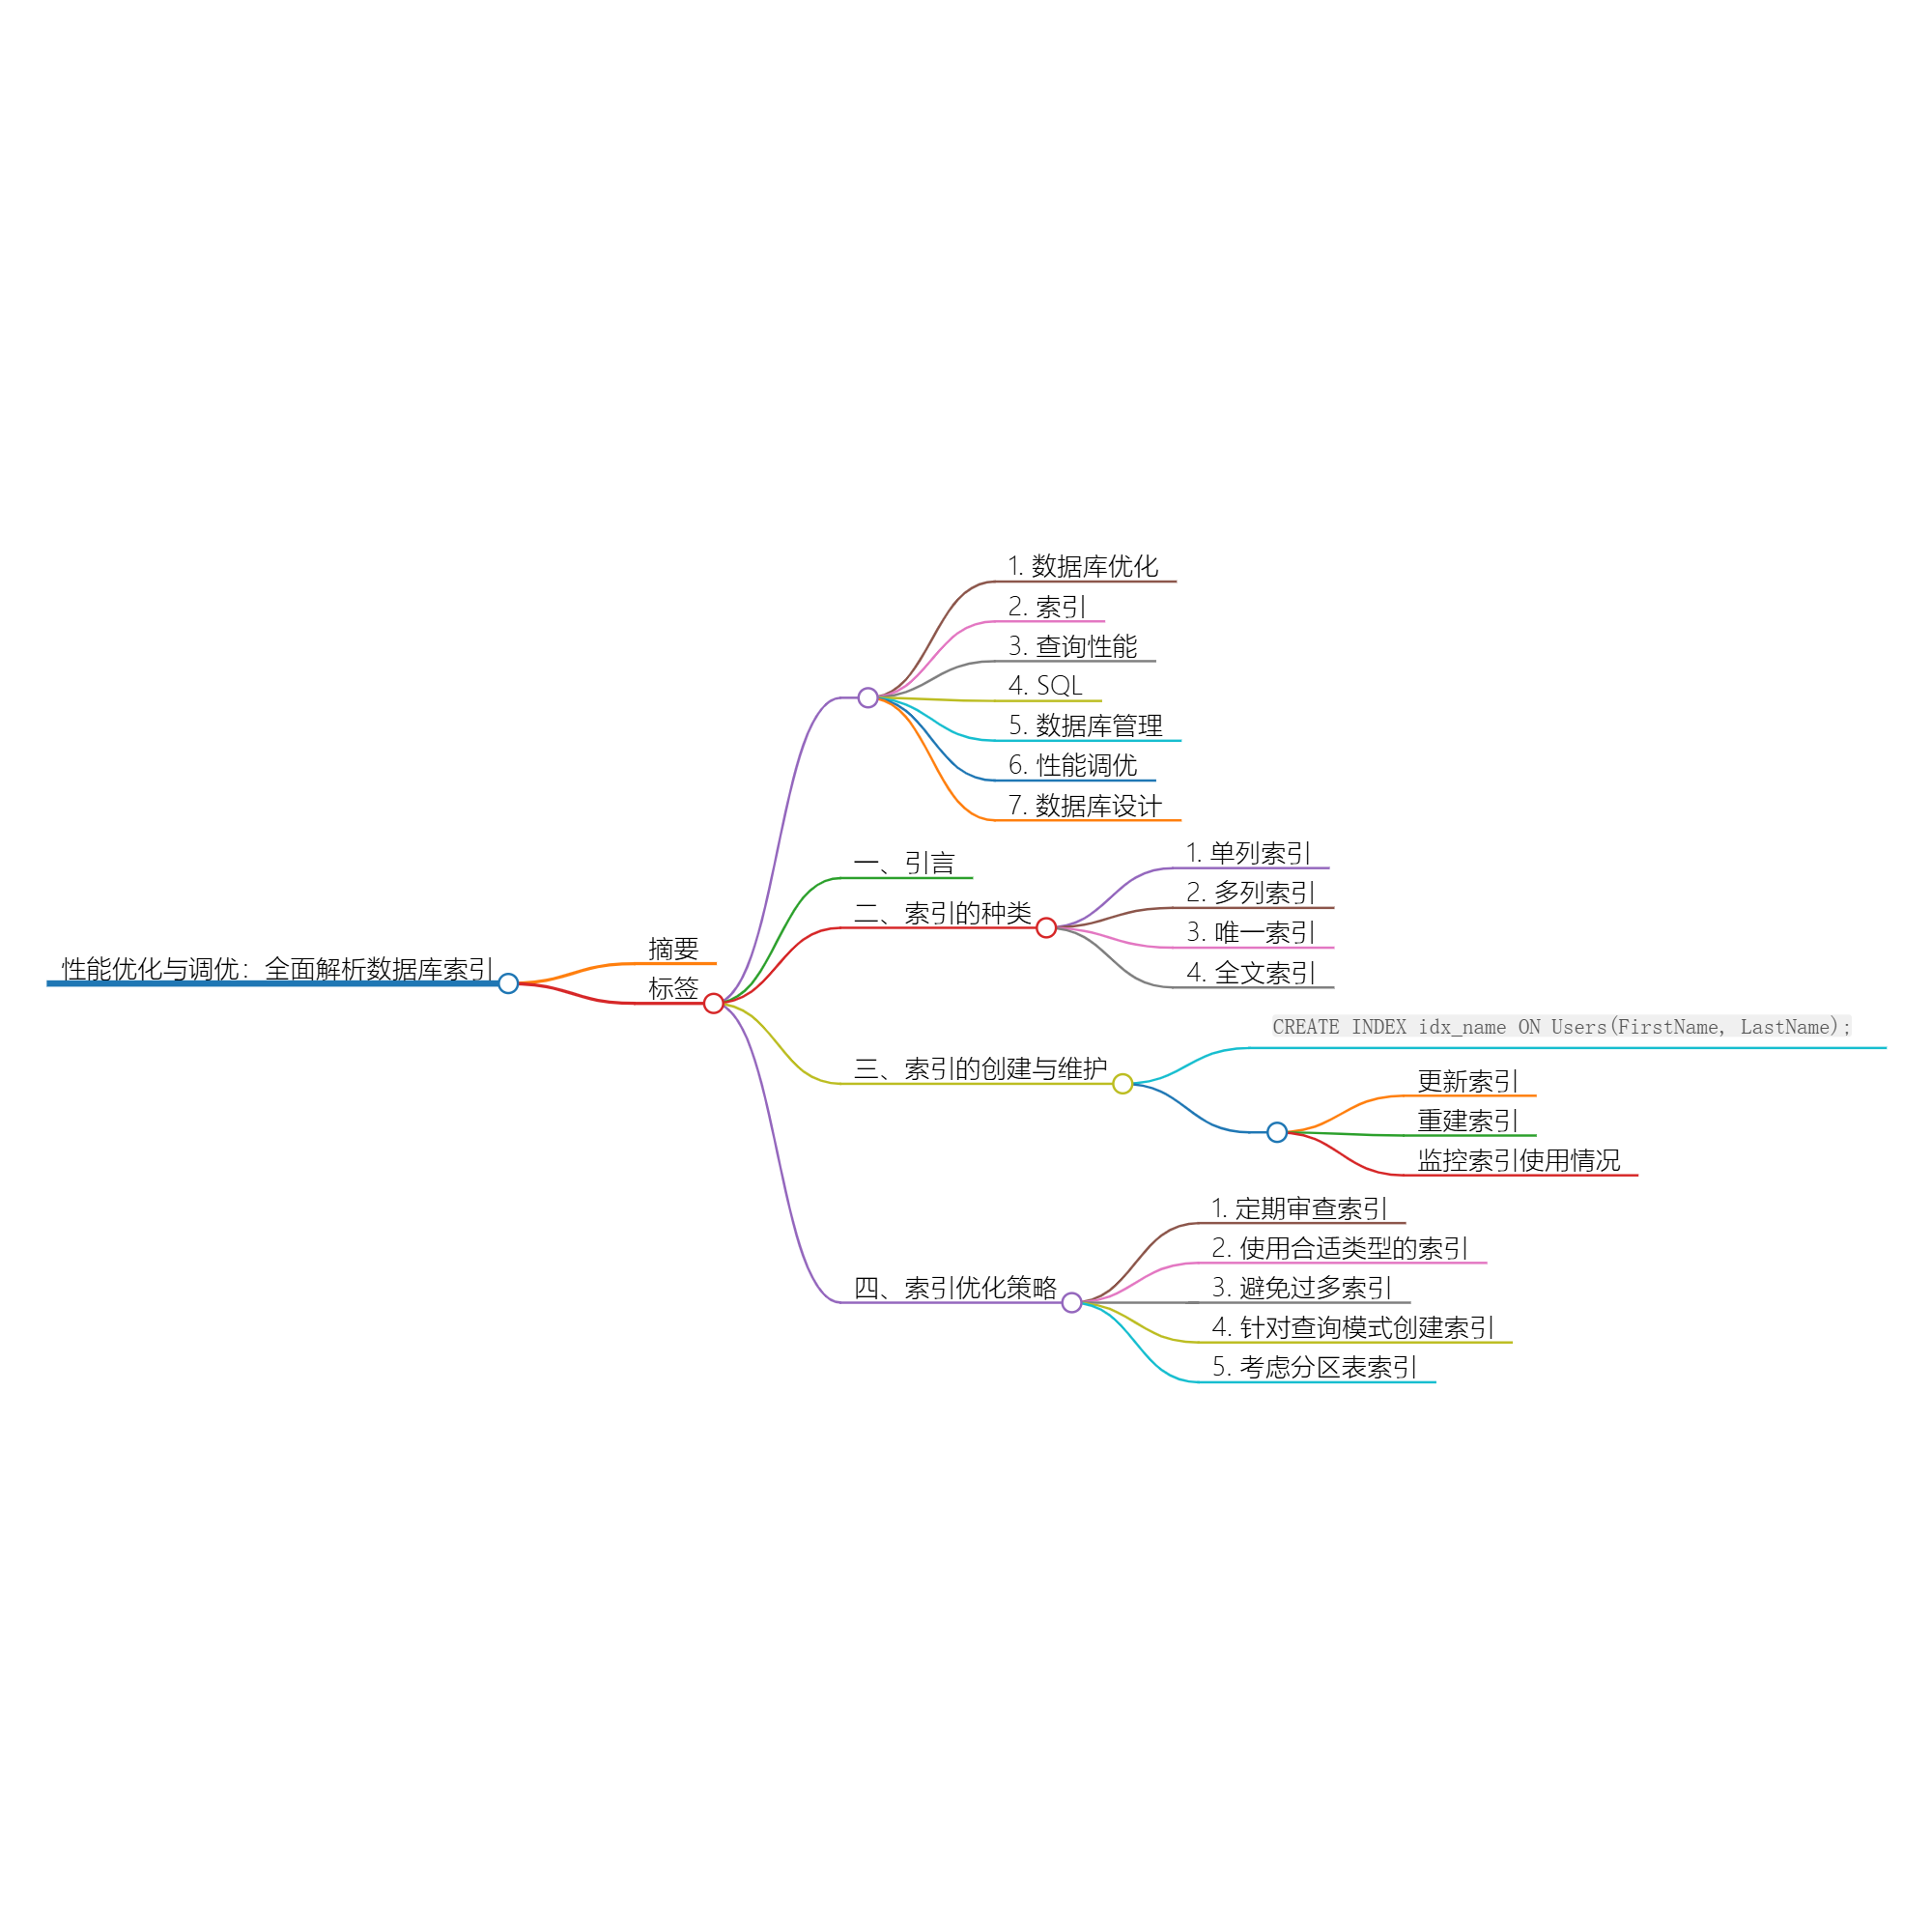 性能优化与调优：全面解析数据库索引
摘要
标签
1. 数据库优化
2. 索引
3. 查询性能
4. SQL
5. 数据库管理
6. 性能调优
7. 数据库设计
一、引言
二、索引的种类
1. 单列索引
2. 多列索引
3. 唯一索引
4. 全文索引
三、索引的创建与维护
CREATE INDEX idx_name ON Users(FirstName, LastName);
更新索引
重建索引
监控索引使用情况
四、索引优化策略
1. 定期审查索引
2. 使用合适类型的索引
3. 避免过多索引
4. 针对查询模式创建索引
5. 考虑分区表索引